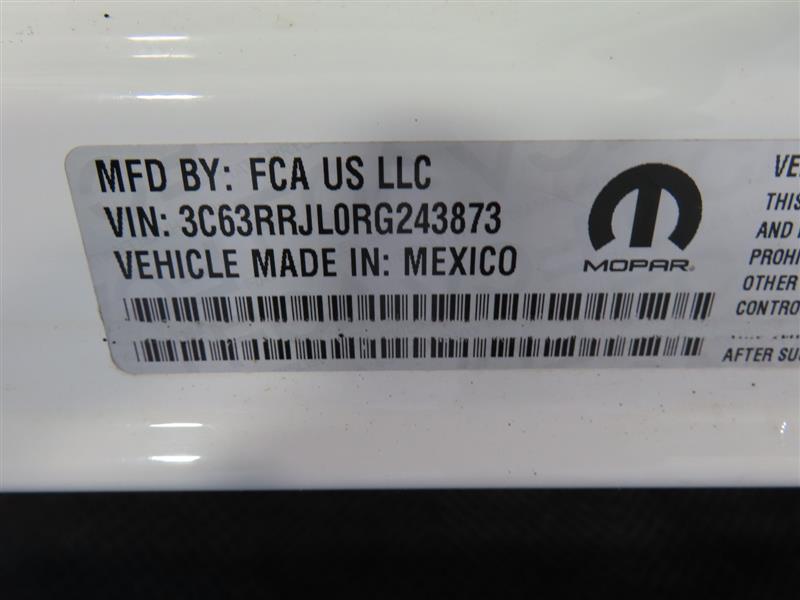 MFD BY: FCA US LLC
VIN: 3C63RRJL0RG243873
VEHICLE MADE IN: MEXICO
MOPAR®
VE
THIS
AND
PROHI
OTHER
CONTRO
AFTER SU